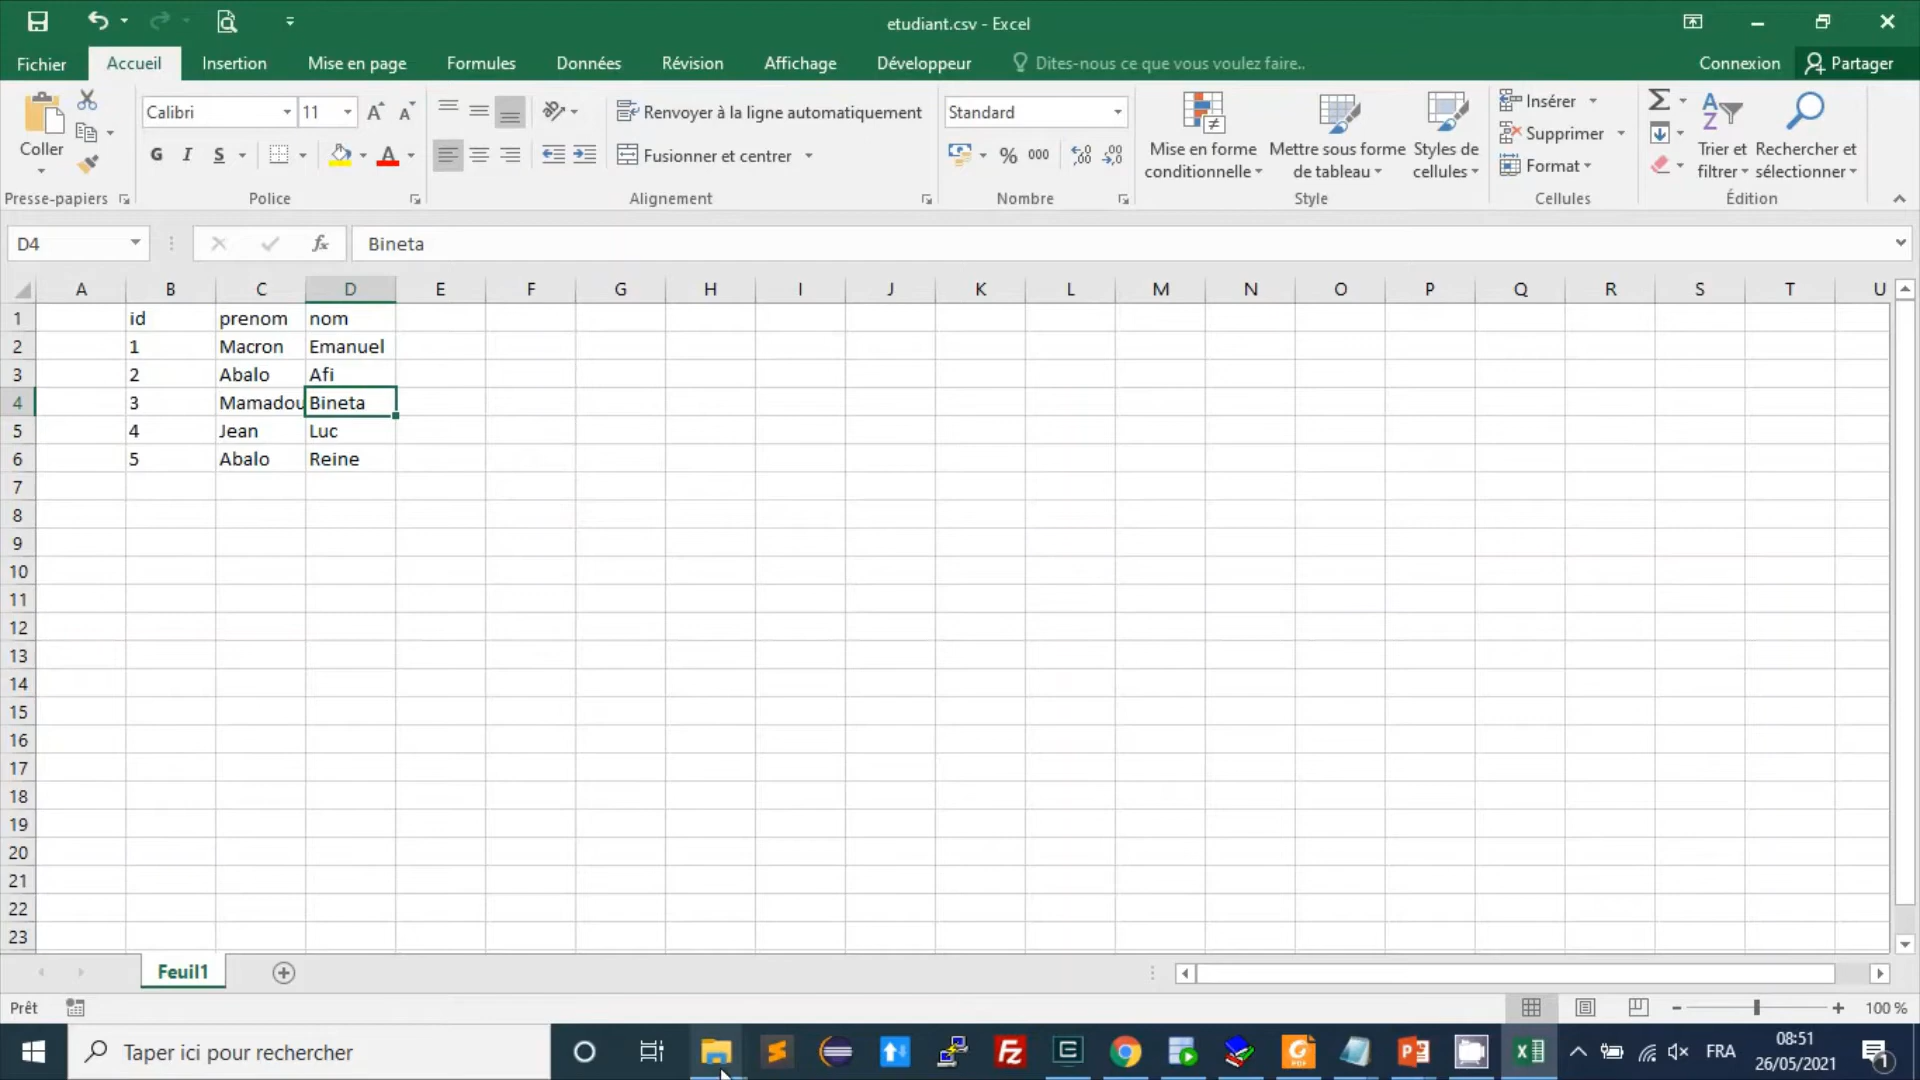 etudiant.csv - Excel
Fichier Accueil Insertion Mise en page Formules Données Révision Affichage Développeur Dites-nous ce que vous voulez faire.. Connexion Partager
Coller
Presse-papiers
Calibri 11
G I S A
Police
Renvoyer à la ligne automatiquement
Fusionner et centrer
Alignement
Standard
% 000
Nombre
Mise en forme conditionnelle
Mettre sous forme de tableau
Styles de cellules
Style
Insérer
Supprimer
Format
Cellules
Trier et filtrer
Rechercher et sélectionner
Édition
D4 fx Bineta
A B C D E F G H I J K L M N O P Q R S T U
1 id prenom nom
2 1 Macron Emanuel
3 2 Abalo Afi
4 3 Mamadou Bineta
5 4 Jean Luc
6 5 Abalo Reine
7
8
9
10
11
12
13
14
15
16
17
18
19
20
21
22
23
Feuil1
Prêt 100 %
Taper ici pour rechercher FRA 08:51
26/05/2021 1